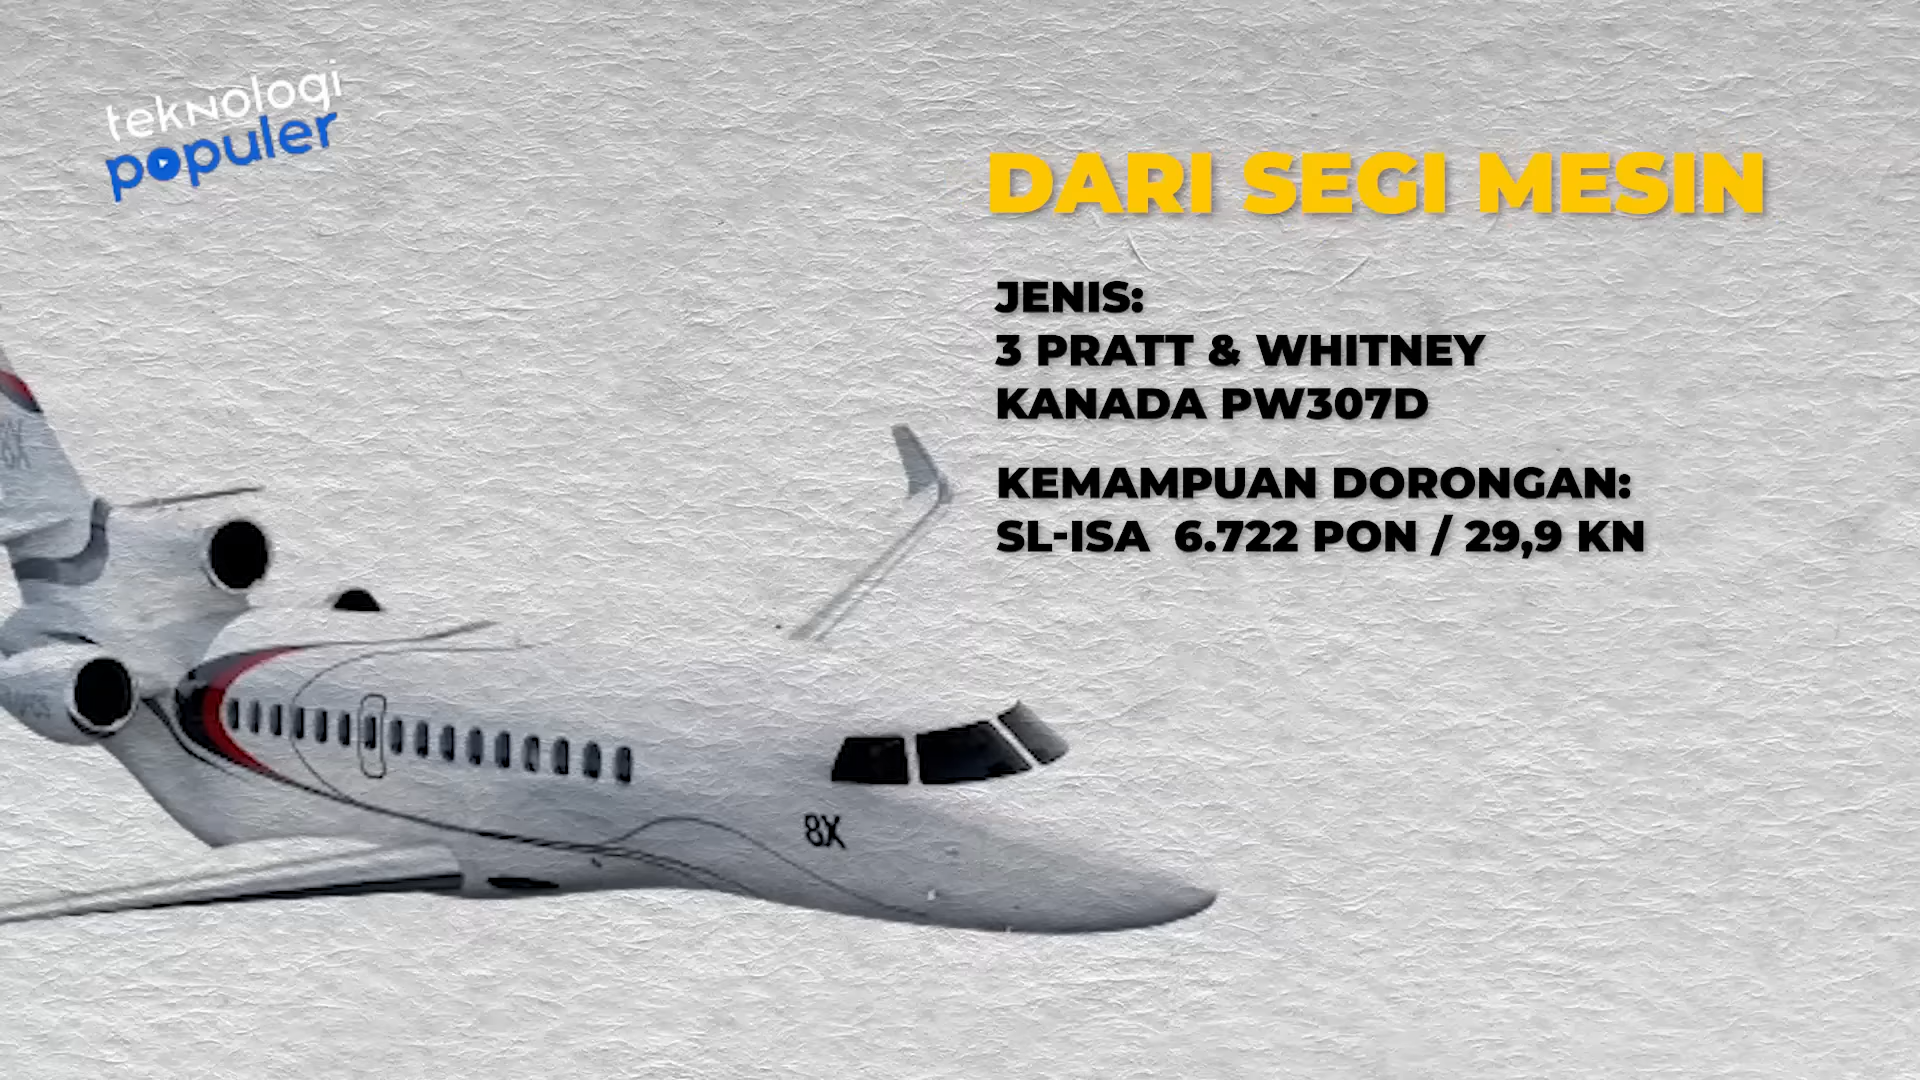 teknologi
populer
DARI SEGI MESIN
JENIS:
3 PRATT & WHITNEY
KANADA PW307D
KEMAMPUAN DORONGAN:
SL-ISA 6.722 PON / 29,9 KN
8X
8X